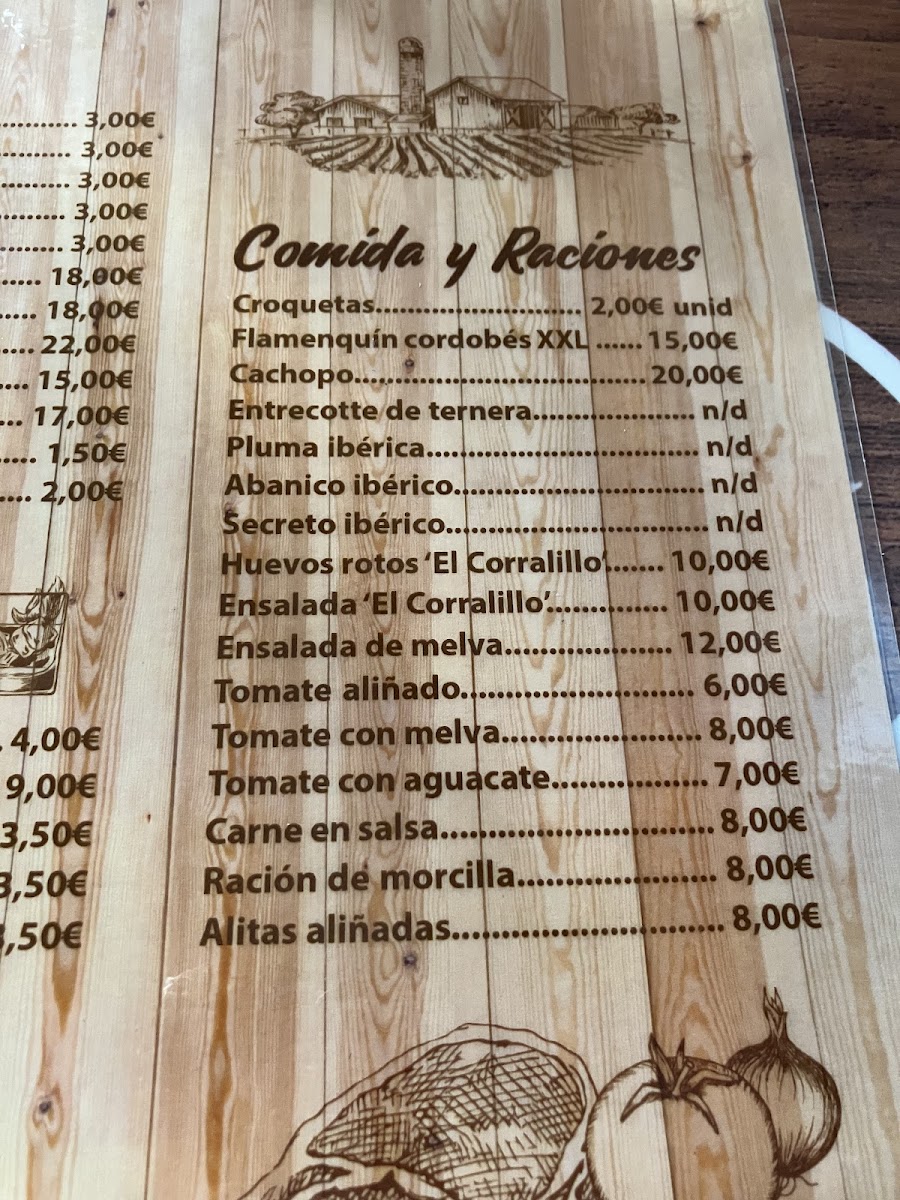 3,00€
3,00€
3,00€
3,00€
3,00€
18,00€
18,00€
22,00€
15,00€
17,00€
1,50€
2,00€
4,00€
9,00€
3,50€
3,50€
,50€
Comida y Raciones
Croquetas............................ 2,00€ unid
Flamenquín cordobés XXL ...... 15,00€
Cachopo....................................... 20,00€
Entrecotte de ternera...................... n/d
Pluma ibérica..................................... n/d
Abanico ibérico.................................. n/d
Secreto ibérico................................... n/d
Huevos rotos ‘El Corralillo’....... 10,00€
Ensalada ‘El Corralillo’............... 10,00€
Ensalada de melva..................... 12,00€
Tomate aliñado............................ 6,00€
Tomate con melva........................ 8,00€
Tomate con aguacate................... 7,00€
Carne en salsa................................. 8,00€
Ración de morcilla........................ 8,00€
Alitas aliñadas................................ 8,00€